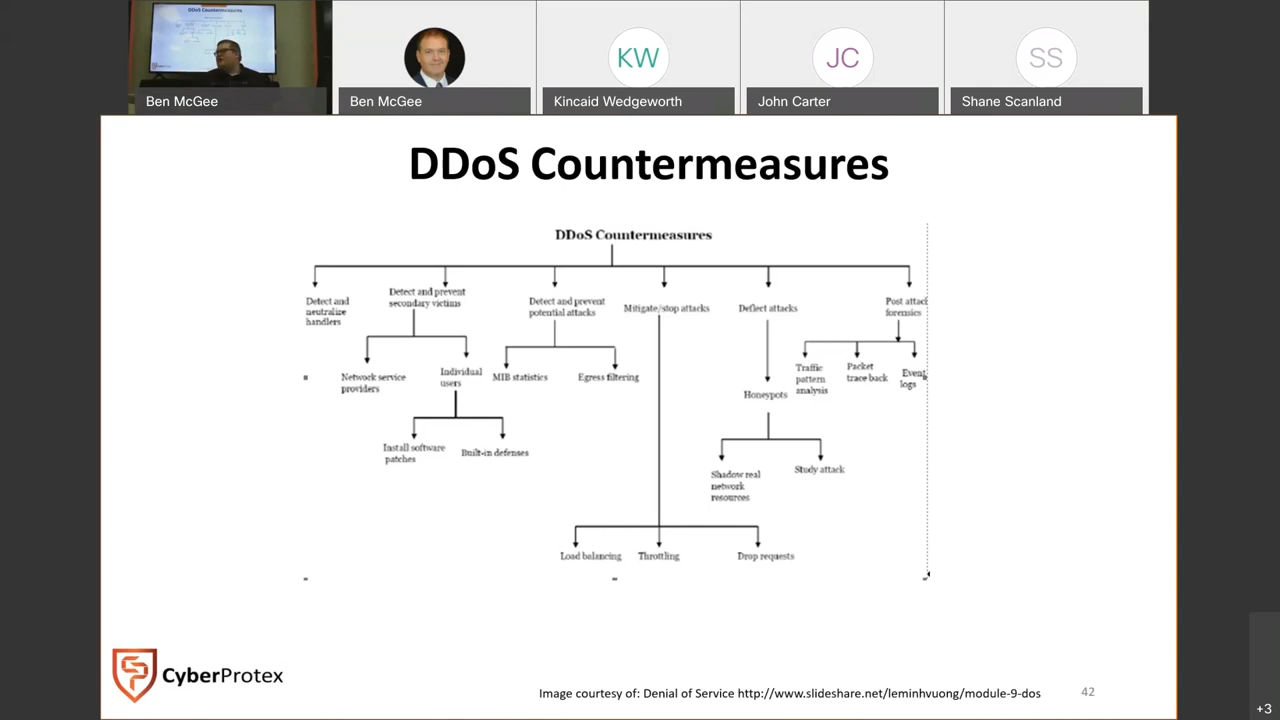 DDoS Countermeasures
Ben McGee
Ben McGee
KW
Kincaid Wedgeworth
JC
John Carter
SS
Shane Scanland
DDoS Countermeasures
DDoS Countermeasures
Detect and
neutralize
handlers
Detect and prevent
secondary victims
Detect and prevent
potential attacks
Mitigate/stop attacks
Deflect attacks
Post attack
forensics
Network service
providers
Individual
users
MIB statistics
Egress filtering
Honeypots
Traffic
pattern
analysis
Packet
trace back
Event
logs
Install software
patches
Built-in defenses
Shadow real
network
resources
Study attack
Load balancing
Throttling
Drop requests
CyberProtex
Image courtesy of: Denial of Service http://www.slideshare.net/leminhvuong/module-9-dos
42
+3